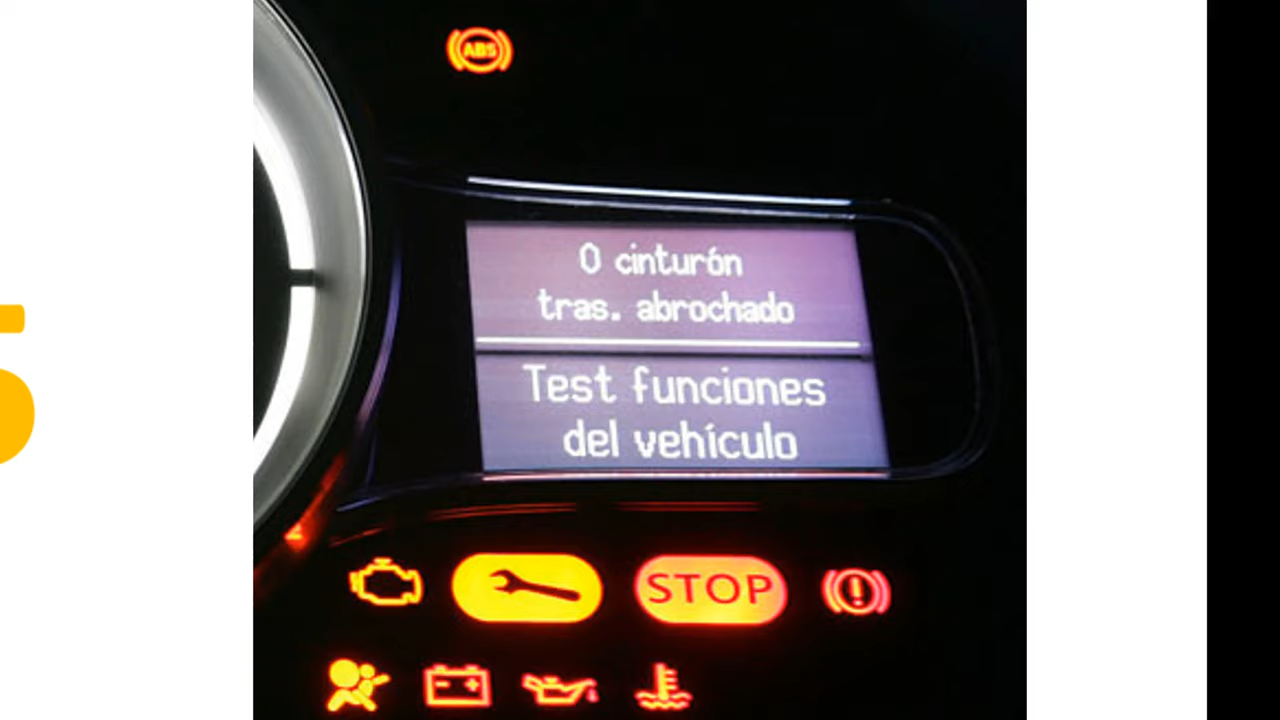 ABS
0 cinturón
tras. abrochado
Test funciones
del vehículo
STOP